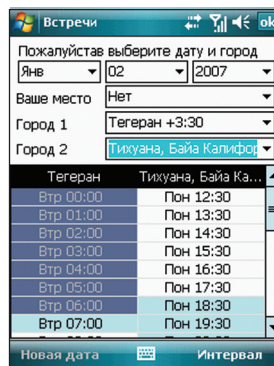 Встречи ok
Пожалуйстав выберите дату и город
Янв 02 2007
Ваше место Нет
Город 1 Тегеран +3:30
Город 2 Тихуана, Байа Калифор
Тегеран Тихуана, Байа Ка...
Втр 00:00 Пон 12:30
Втр 01:00 Пон 13:30
Втр 02:00 Пон 14:30
Втр 03:00 Пон 15:30
Втр 04:00 Пон 16:30
Втр 05:00 Пон 17:30
Втр 06:00 Пон 18:30
Втр 07:00 Пон 19:30
Новая дата Интервал